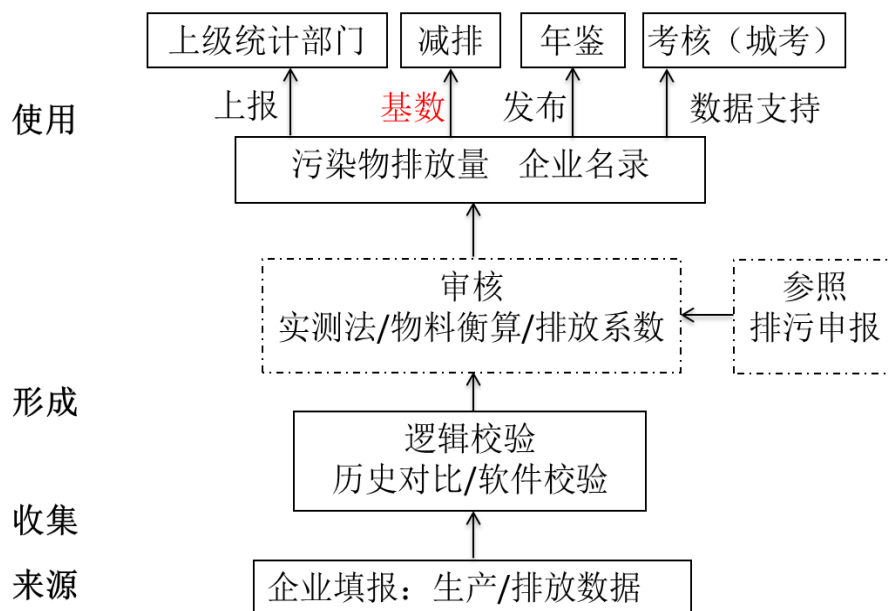 上级统计部门 减排 年鉴 考核（城考）
使用 上报 基数 发布 数据支持
污染物排放量 企业名录
审核 参照
实测法/物料衡算/排放系数 排污申报
形成
逻辑校验
历史对比/软件校验
收集
来源 企业填报：生产/排放数据